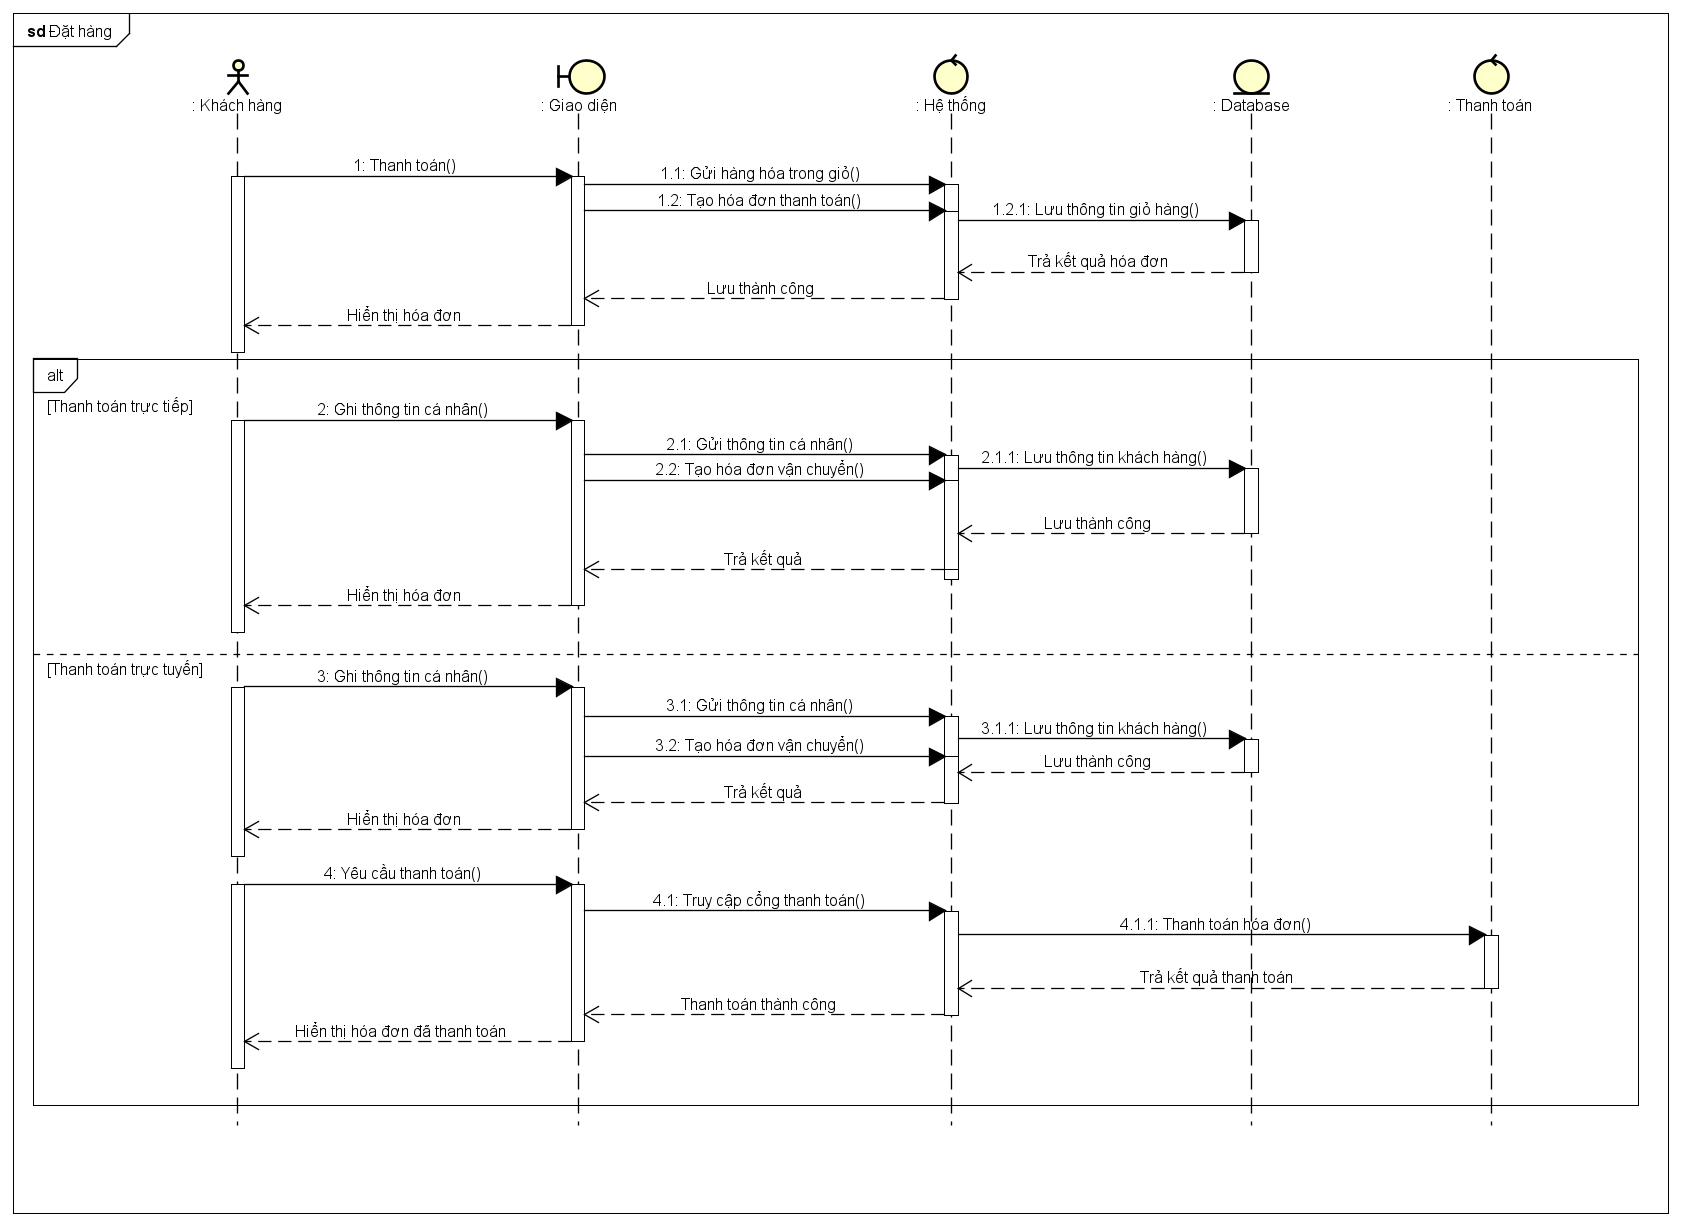 sd Đặt hàng
: Khách hàng
: Giao diện
: Hệ thống
: Database
: Thanh toán
1: Thanh toán()
1.1: Gửi hàng hóa trong giỏ()
1.2: Tạo hóa đơn thanh toán()
1.2.1: Lưu thông tin giỏ hàng()
Trả kết quả hóa đơn
Lưu thành công
Hiển thị hóa đơn
alt
[Thanh toán trực tiếp]
2: Ghi thông tin cá nhân()
2.1: Gửi thông tin cá nhân()
2.1.1: Lưu thông tin khách hàng()
2.2: Tạo hóa đơn vận chuyển()
Lưu thành công
Trả kết quả
Hiển thị hóa đơn
[Thanh toán trực tuyến]
3: Ghi thông tin cá nhân()
3.1: Gửi thông tin cá nhân()
3.1.1: Lưu thông tin khách hàng()
3.2: Tạo hóa đơn vận chuyển()
Lưu thành công
Trả kết quả
Hiển thị hóa đơn
4: Yêu cầu thanh toán()
4.1: Truy cập cổng thanh toán()
4.1.1: Thanh toán hóa đơn()
Trả kết quả thanh toán
Thanh toán thành công
Hiển thị hóa đơn đã thanh toán